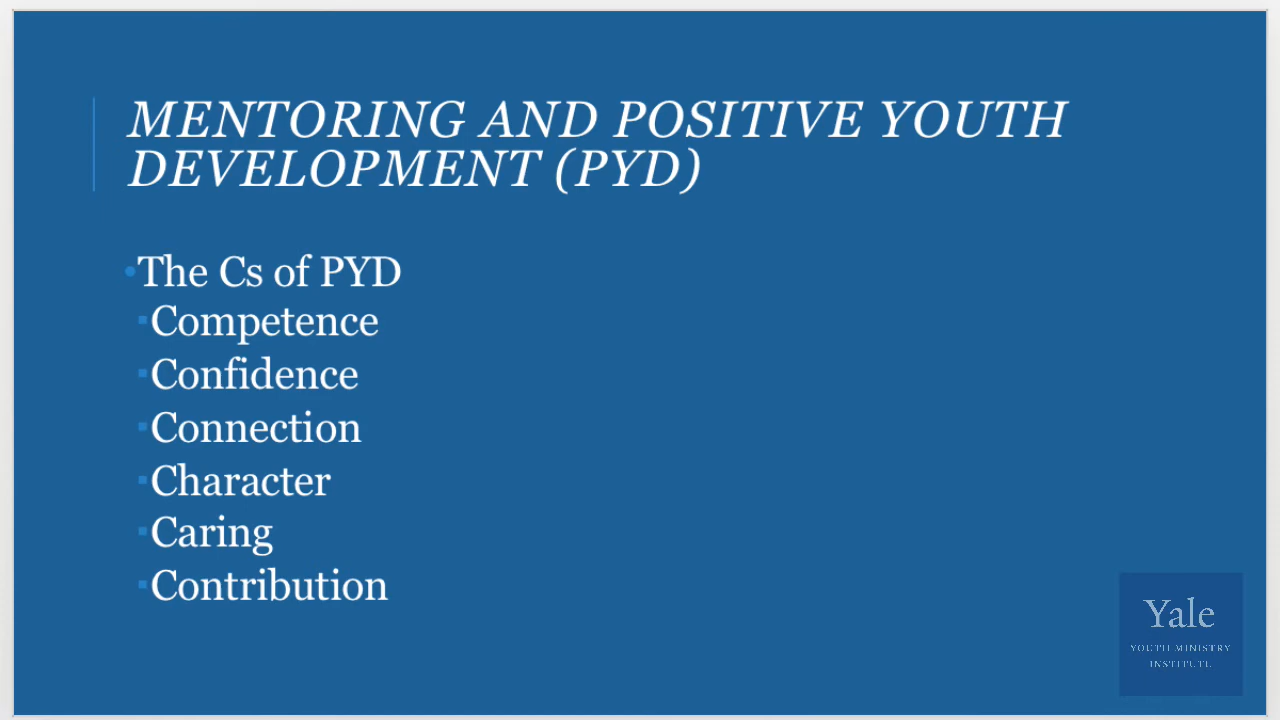 MENTORING AND POSITIVE YOUTH
DEVELOPMENT (PYD)
•The Cs of PYD
▪Competence
▪Confidence
▪Connection
▪Character
▪Caring
▪Contribution
Yale
YOUTH MINISTRY
INSTITUTE